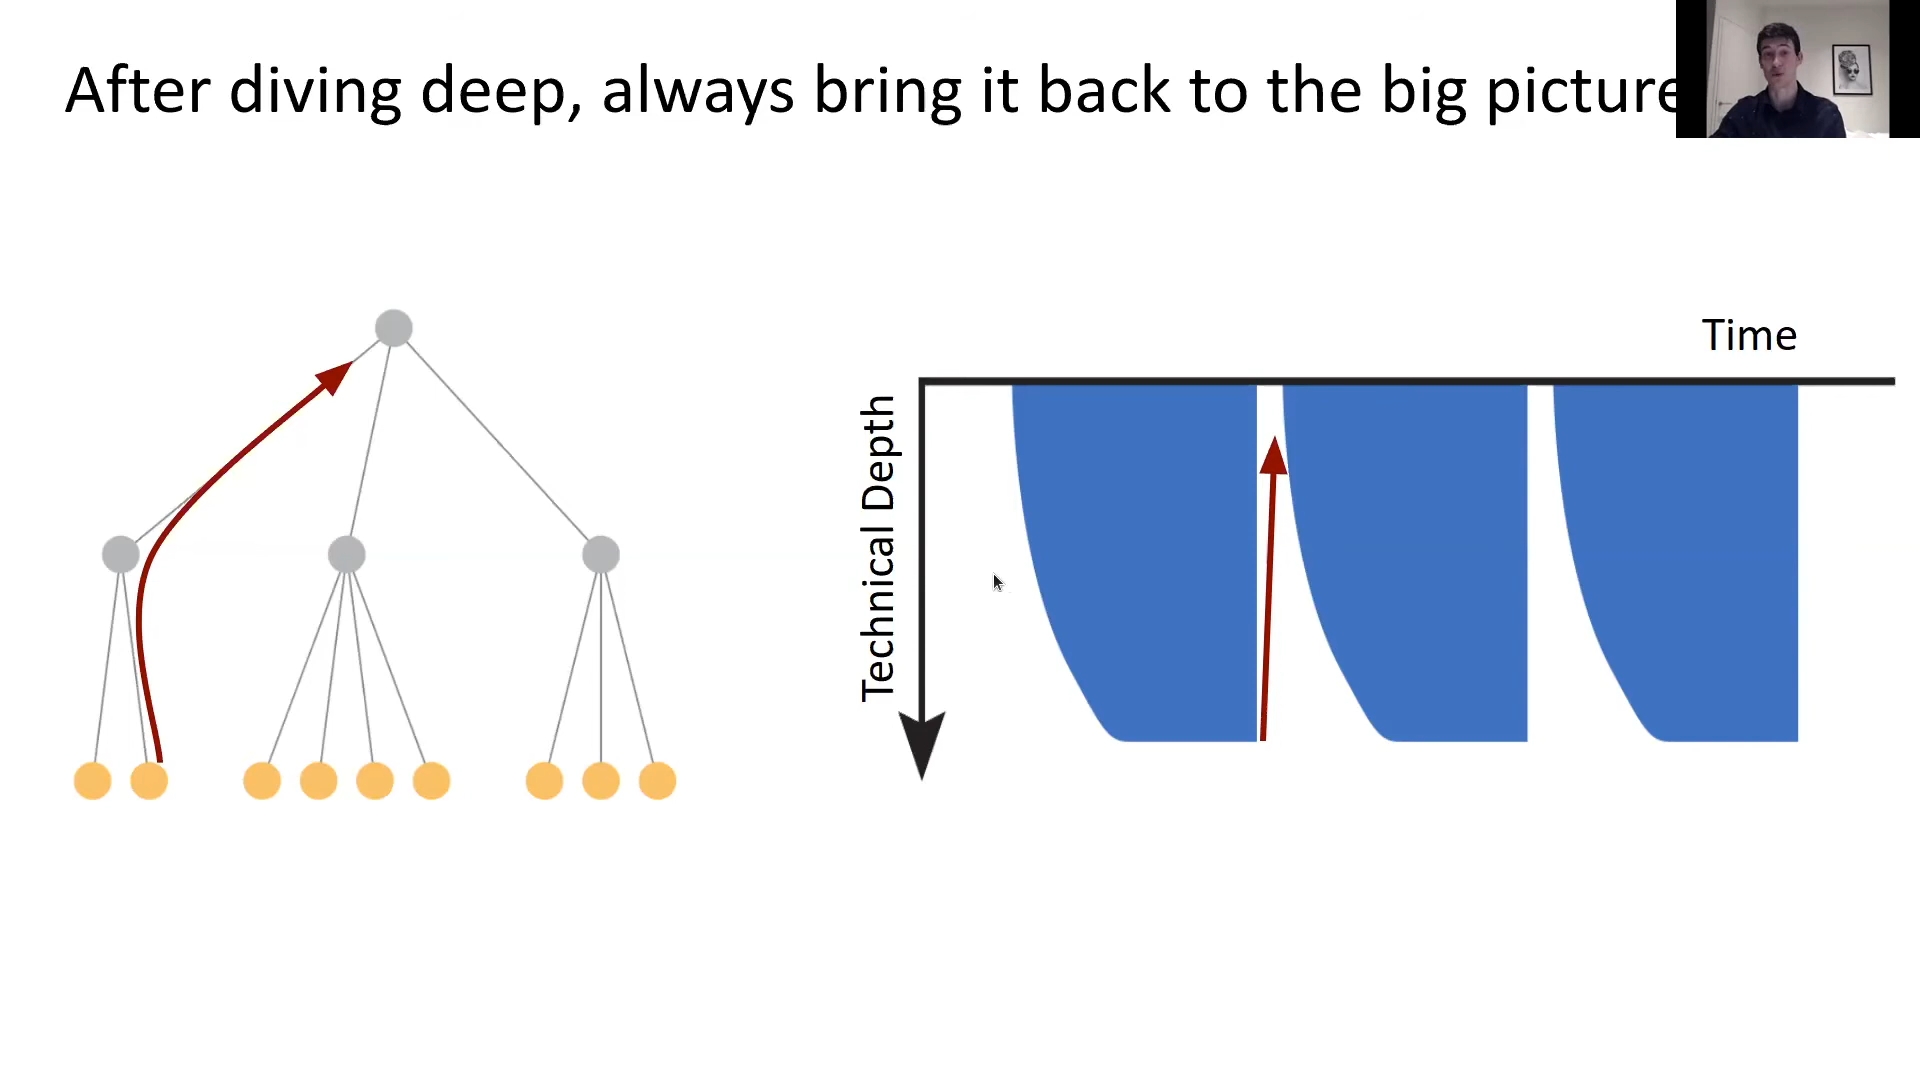 After diving deep, always bring it back to the big picture
Time
Technical Depth